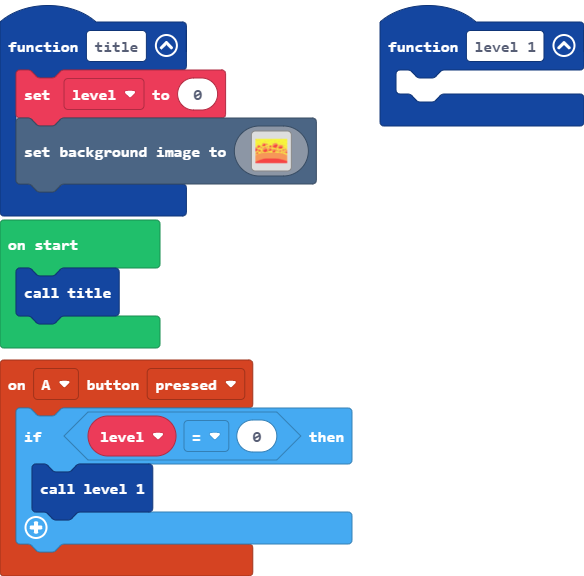 function title
function level 1
set level to 0
set background image to
on start
call title
on A button pressed
if level = 0 then
call level 1